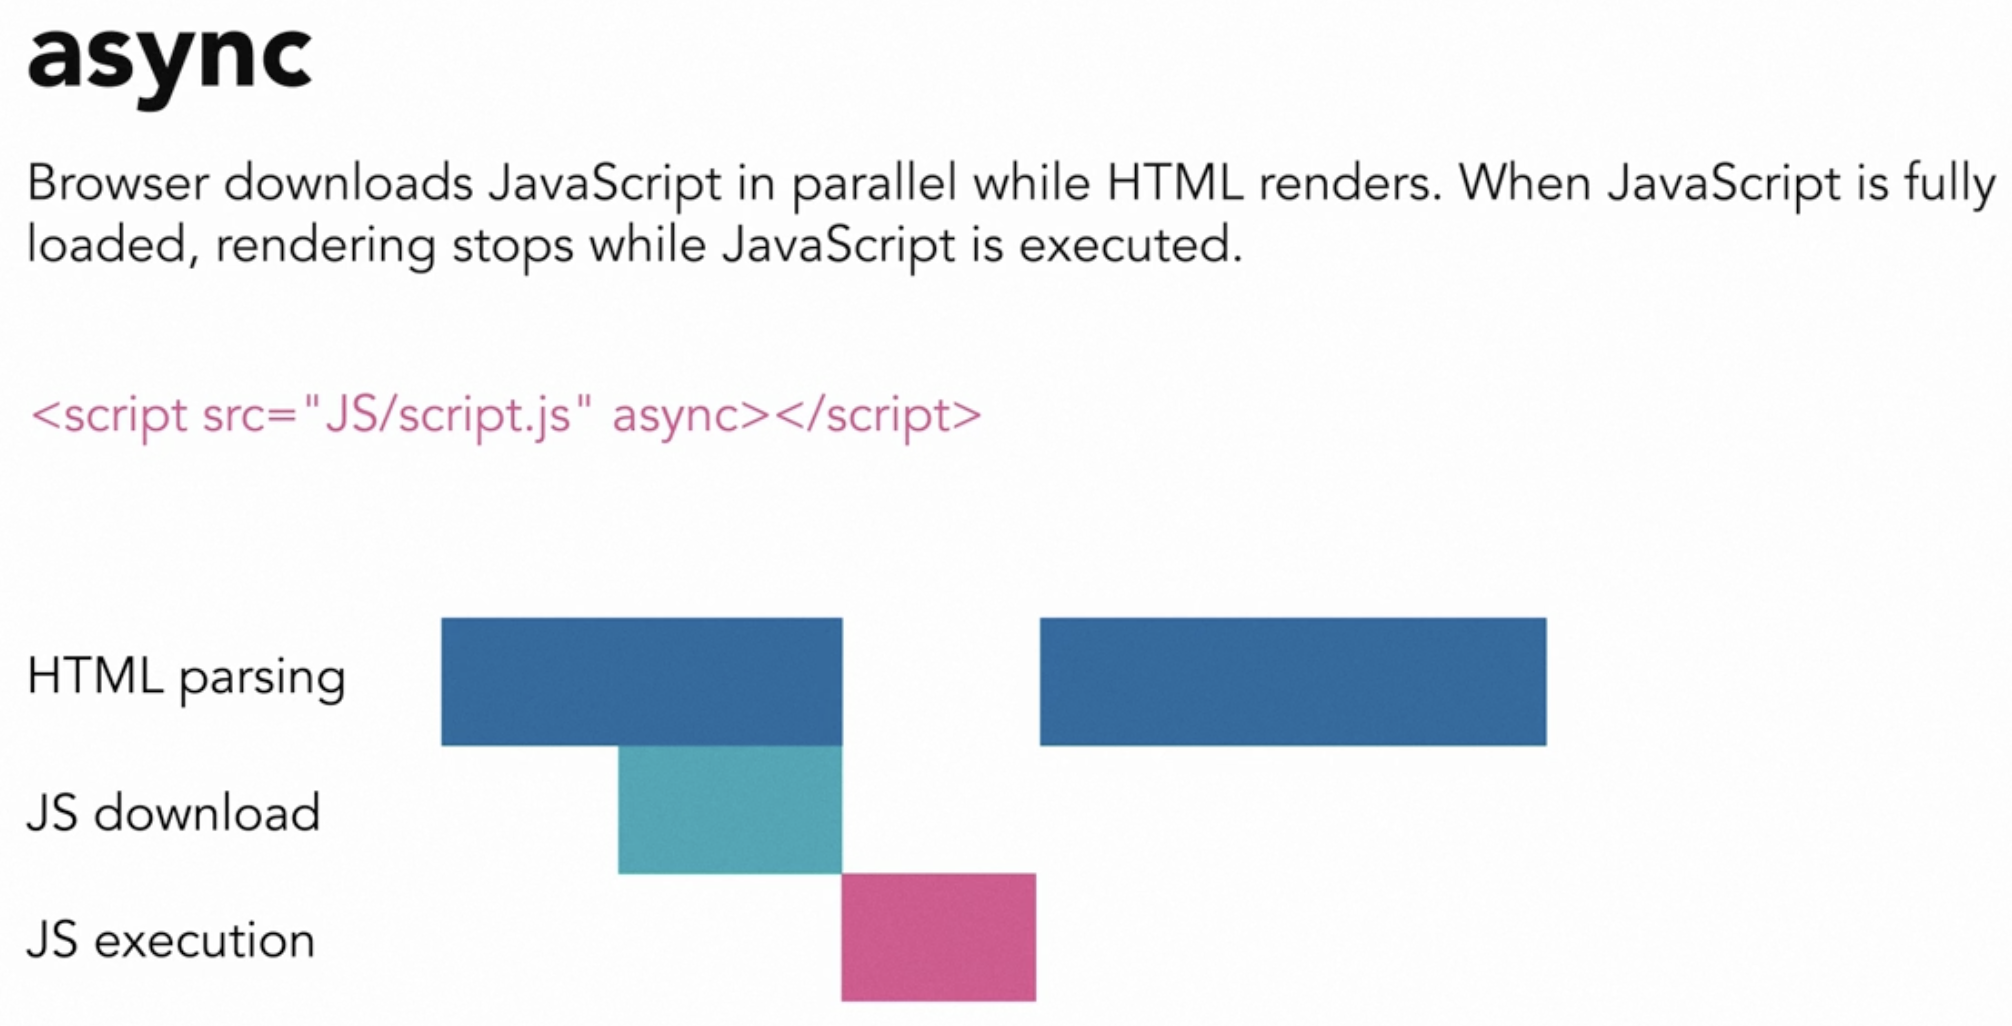 async
Browser downloads JavaScript in parallel while HTML renders. When JavaScript is fully
loaded, rendering stops while JavaScript is executed.
<script src="JS/script.js" async></script>
HTML parsing
JS download
JS execution